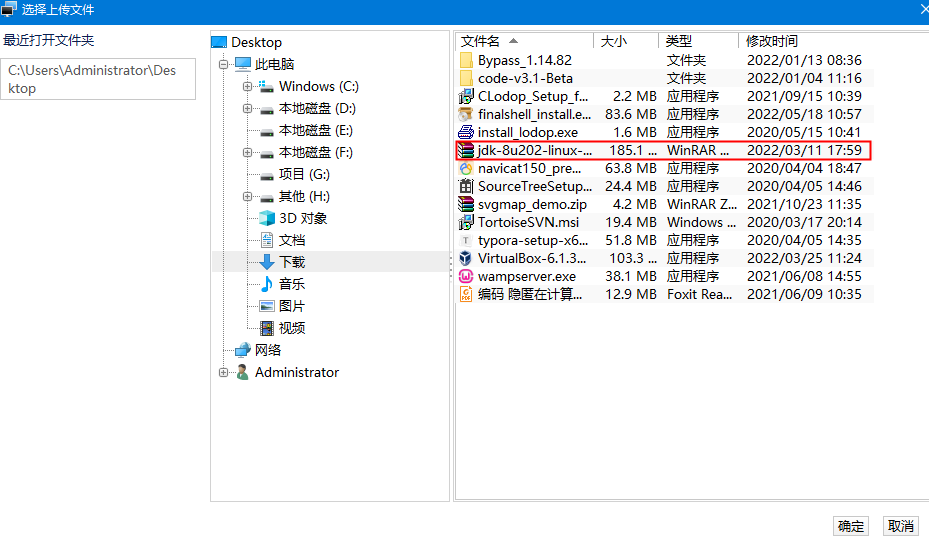 选择上传文件
最近打开文件夹
C:\Users\Administrator\Des
ktop
Desktop
此电脑
Windows (C:)
本地磁盘 (D:)
本地磁盘 (E:)
本地磁盘 (F:)
项目 (G:)
其他 (H:)
3D 对象
文档
下载
音乐
图片
视频
网络
Administrator
文件名 大小 类型 修改时间
Bypass_1.14.82 文件夹 2022/01/13 08:36
code-v3.1-Beta 文件夹 2022/01/04 11:16
CLodop_Setup_f... 2.2 MB 应用程序 2021/09/15 10:39
finalshell_install.e... 83.6 MB 应用程序 2022/05/18 10:57
install_lodop.exe 1.6 MB 应用程序 2020/05/15 10:41
jdk-8u202-linux-... 185.1 ... WinRAR ... 2022/03/11 17:59
navicat150_pre... 63.8 MB 应用程序 2020/04/04 18:47
SourceTreeSetup... 24.4 MB 应用程序 2020/04/05 14:46
svgmap_demo.zip 4.2 MB WinRAR Z... 2021/10/23 11:35
TortoiseSVN.msi 19.4 MB Windows ... 2020/03/17 20:14
typora-setup-x6... 51.8 MB 应用程序 2020/04/05 14:35
VirtualBox-6.1.3... 103.3 ... 应用程序 2022/03/25 11:24
wampserver.exe 38.1 MB 应用程序 2021/06/08 14:55
编码 隐匿在计算... 12.9 MB Foxit Rea... 2021/06/09 10:35
确定 取消